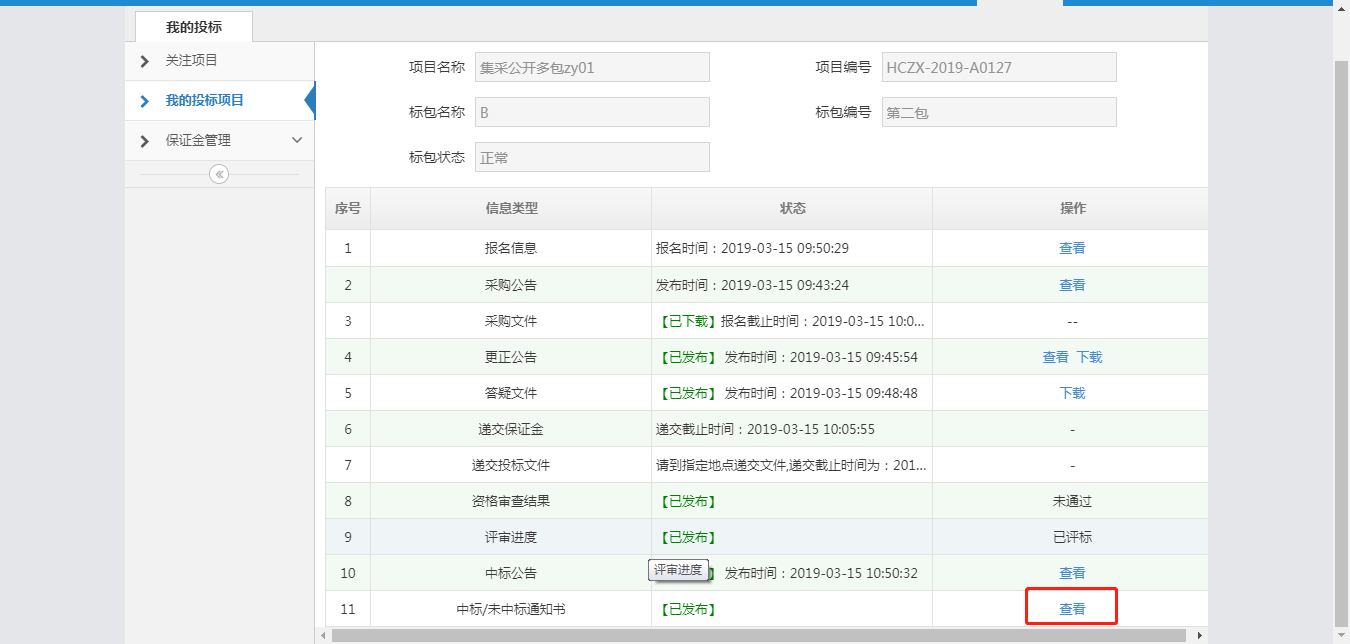 我的投标
关注项目
我的投标项目
保证金管理
项目名称 集采公开多包zy01 项目编号 HCZX-2019-A0127
标包名称 B 标包编号 第二包
标包状态 正常
序号 信息类型 状态 操作
1 报名信息 报名时间：2019-03-15 09:50:29 查看
2 采购公告 发布时间：2019-03-15 09:43:24 查看
3 采购文件 【已下载】报名截止时间：2019-03-15 10:0... --
4 更正公告 【已发布】 发布时间：2019-03-15 09:45:54 查看 下载
5 答疑文件 【已发布】 发布时间：2019-03-15 09:48:48 下载
6 递交保证金 递交截止时间：2019-03-15 10:05:55 -
7 递交投标文件 请到指定地点递交文件,递交截止时间为：201... -
8 资格审查结果 【已发布】 未通过
9 评审进度 【已发布】 已评标
10 中标公告 评审进度 】 发布时间：2019-03-15 10:50:32 查看
11 中标/未中标通知书 【已发布】 查看